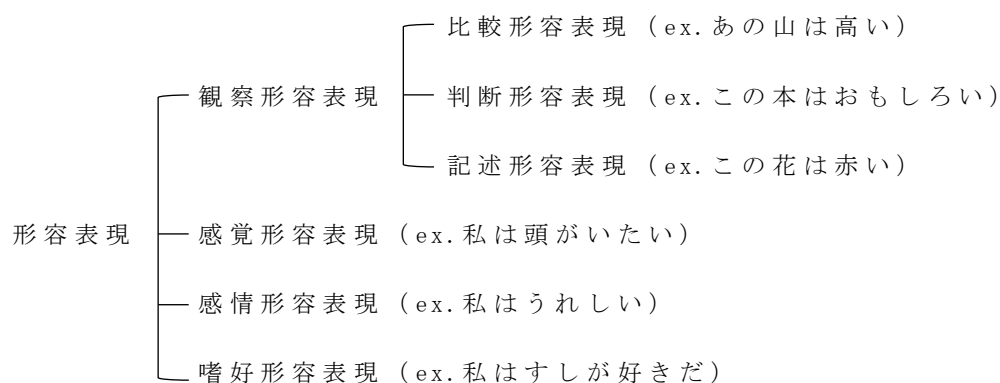 比較形容表現 (ex.あの山は高い)
観察形容表現
判断形容表現 (ex.この本はおもしろい)
記述形容表現 (ex.この花は赤い)
形容表現
感覚形容表現 (ex.私は頭がいたい)
感情形容表現 (ex.私はうれしい)
嗜好形容表現 (ex.私はすしが好きだ)